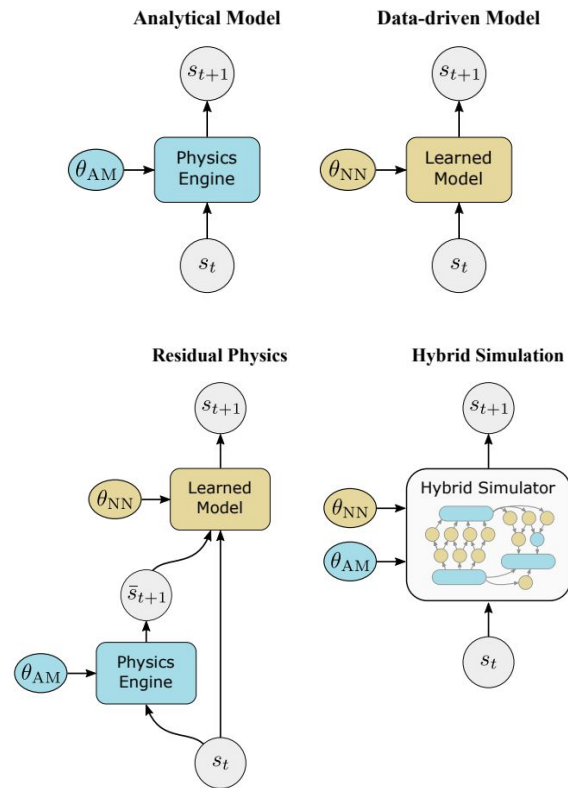 Analytical Model
s_{t+1}
θ_AM
Physics
Engine
s_t
Data-driven Model
s_{t+1}
θ_NN
Learned
Model
s_t
Residual Physics
s_{t+1}
θ_NN
Learned
Model
s̄_{t+1}
θ_AM
Physics
Engine
s_t
Hybrid Simulation
s_{t+1}
Hybrid Simulator
θ_NN
θ_AM
s_t